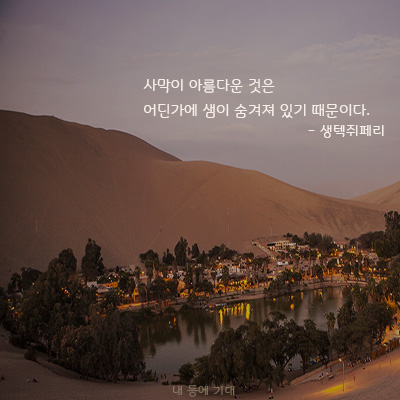 사막이 아름다운 것은
어딘가에 샘이 숨겨져 있기 때문이다.
- 생텍쥐페리
내 등에 기대